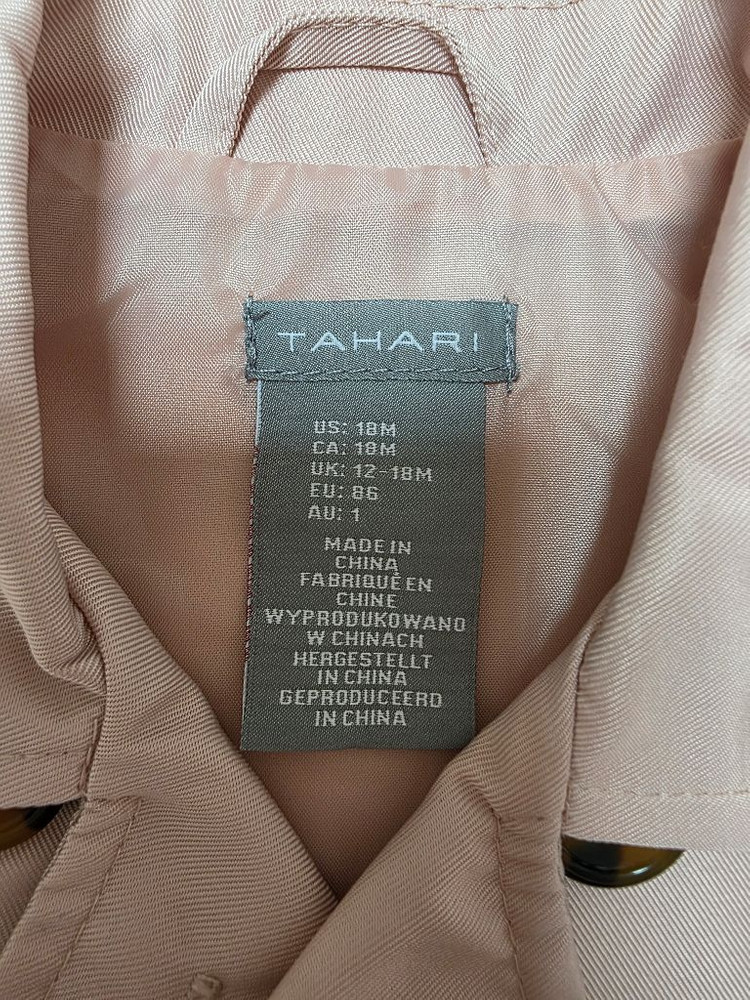 TAHARI
US: 18M
CA: 18M
UK: 12-18M
EU: 86
AU: 1
MADE IN
CHINA
FABRIQUÉ EN
CHINE
WYPRODUKOWANO
W CHINACH
HERGESTELLT
IN CHINA
GEPRODUCEERD
IN CHINA